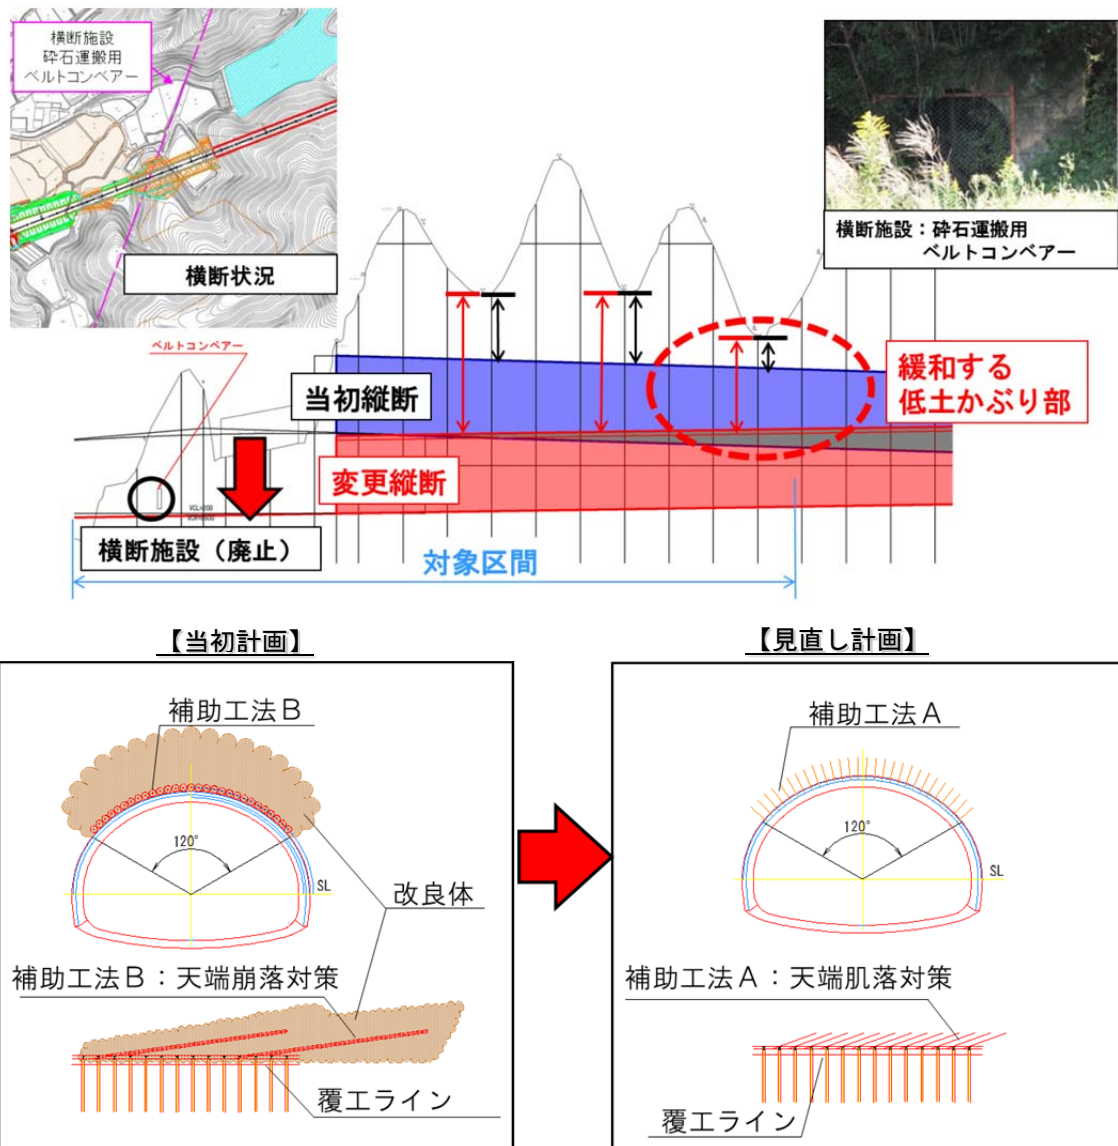 横断施設
砕石運搬用
ベルトコンベアー
横断状況
横断施設：砕石運搬用
ベルトコンベアー
ベルトコンベアー
当初縦断
緩和する
低土かぶり部
変更縦断
横断施設（廃止）
対象区間
【当初計画】
【見直し計画】
補助工法Ｂ
120°
SL
改良体
補助工法Ｂ：天端崩落対策
覆工ライン
補助工法Ａ
120°
SL
補助工法Ａ：天端肌落対策
覆工ライン